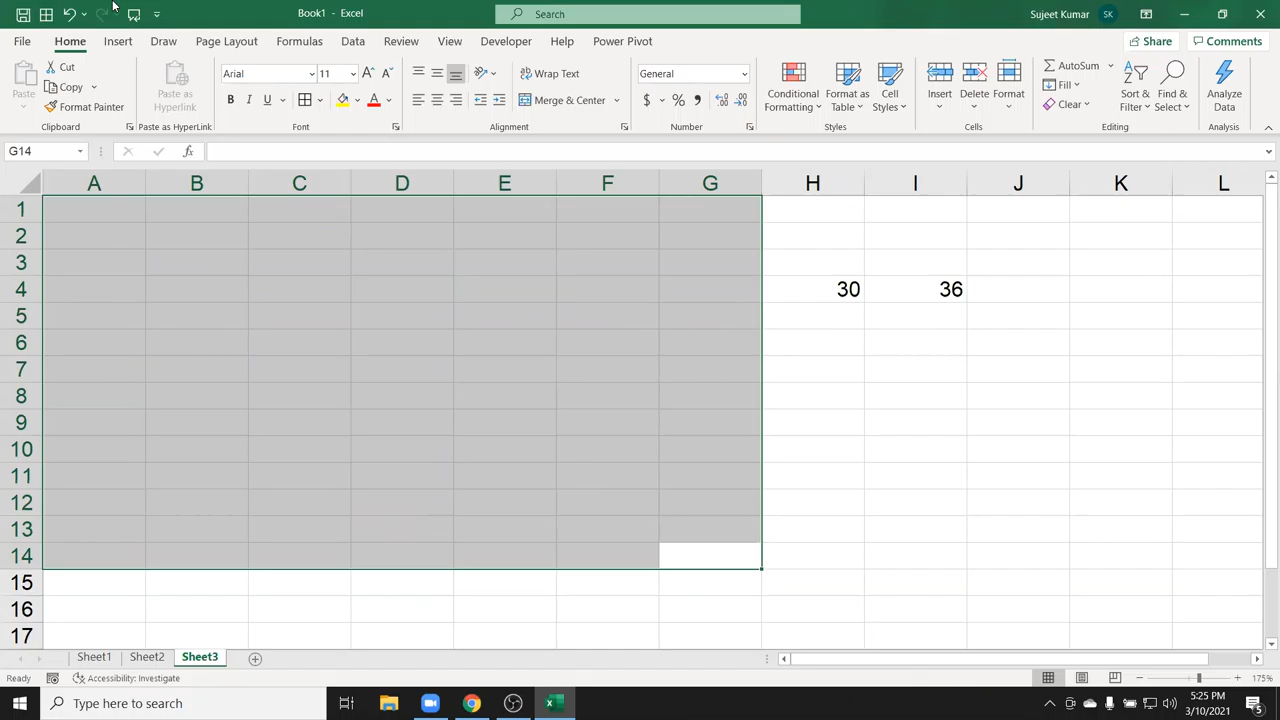 Book1 - Excel
Search
Sujeet Kumar
SK
File Home Insert Draw Page Layout Formulas Data Review View Developer Help Power Pivot
Share
Comments
Paste
Cut
Copy
Format Painter
Clipboard
Paste as
Hyperlink
Paste as HyperLink
Arial
11
B I U
Font
Wrap Text
Merge & Center
Alignment
General
$ % ,
Number
Conditional
Formatting
Format as
Table
Cell
Styles
Styles
Insert
Delete
Format
Cells
AutoSum
Fill
Clear
Sort &
Filter
Find &
Select
Editing
Analyze
Data
Analysis
G14
fx
A B C D E F G H I J K L
1
2
3
4 30 36
5
6
7
8
9
10
11
12
13
14
15
16
17
Sheet1 Sheet2 Sheet3
Ready
Accessibility: Investigate
175%
Type here to search
5:25 PM
3/10/2021